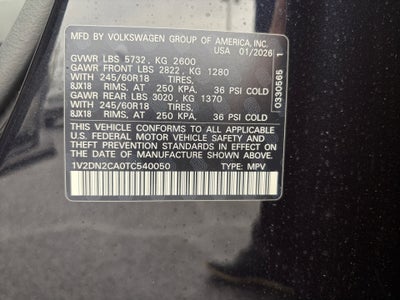 MFD BY VOLKSWAGEN GROUP OF AMERICA, INC.
USA 01/2026
GVWR LBS 5732, KG 2600
GAWR FRONT LBS 2822, KG 1280
WITH 245/60R18 TIRES,
8JX18 RIMS, AT 250 KPA, 36 PSI COLD
GAWR REAR LBS 3020, KG 1370
WITH 245/60R18 TIRES,
8JX18 RIMS, AT 250 KPA, 36 PSI COLD
THIS VEHICLE CONFORMS TO ALL APPLICABLE
U.S. FEDERAL MOTOR VEHICLE SAFETY AND
THEFT PREVENTION STANDARDS IN EFFECT
ON THE DATE OF MANUFACTURE SHOWN ABOVE.
1V2DN2CA0TC540050 TYPE: MPV
0330565 1